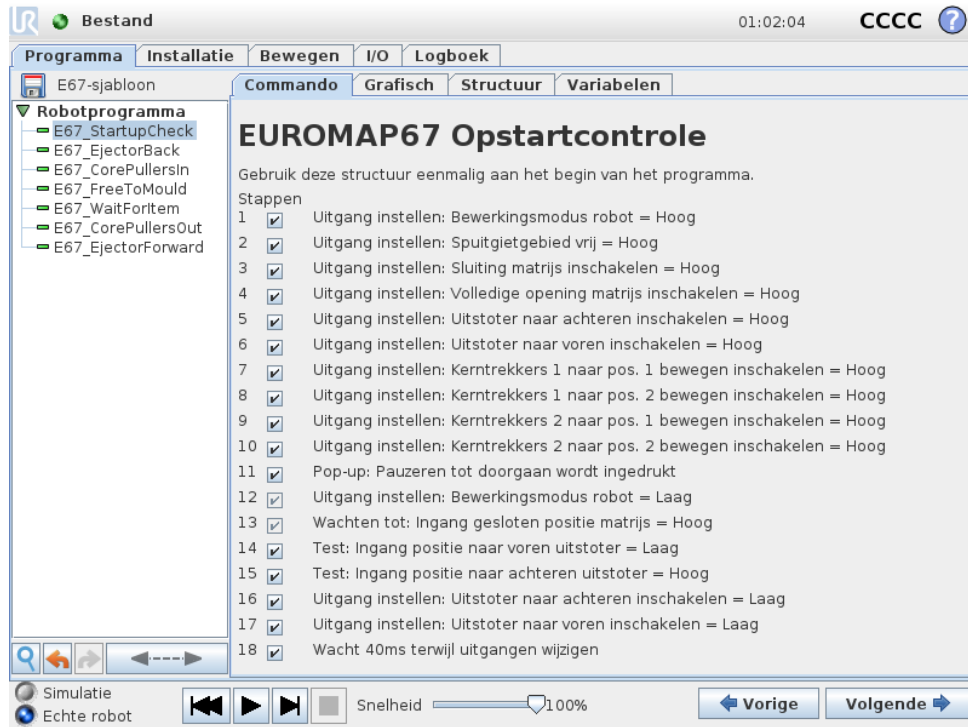 UR Bestand 01:02:04 CCCC ?
Programma Installatie Bewegen I/O Logboek
E67-sjabloon Commando Grafisch Structuur Variabelen
Robotprogramma
E67_StartupCheck
E67_EjectorBack
E67_CorePullersIn
E67_FreeToMould
E67_WaitForItem
E67_CorePullersOut
E67_EjectorForward
EUROMAP67 Opstartcontrole
Gebruik deze structuur eenmalig aan het begin van het programma.
Stappen
1 Uitgang instellen: Bewerkingsmodus robot = Hoog
2 Uitgang instellen: Spuitgietgebied vrij = Hoog
3 Uitgang instellen: Sluiting matrijs inschakelen = Hoog
4 Uitgang instellen: Volledige opening matrijs inschakelen = Hoog
5 Uitgang instellen: Uitstoter naar achteren inschakelen = Hoog
6 Uitgang instellen: Uitstoter naar voren inschakelen = Hoog
7 Uitgang instellen: Kerntrekkers 1 naar pos. 1 bewegen inschakelen = Hoog
8 Uitgang instellen: Kerntrekkers 1 naar pos. 2 bewegen inschakelen = Hoog
9 Uitgang instellen: Kerntrekkers 2 naar pos. 1 bewegen inschakelen = Hoog
10 Uitgang instellen: Kerntrekkers 2 naar pos. 2 bewegen inschakelen = Hoog
11 Pop-up: Pauzeren tot doorgaan wordt ingedrukt
12 Uitgang instellen: Bewerkingsmodus robot = Laag
13 Wachten tot: Ingang gesloten positie matrijs = Hoog
14 Test: Ingang positie naar voren uitstoter = Laag
15 Test: Ingang positie naar achteren uitstoter = Hoog
16 Uitgang instellen: Uitstoter naar achteren inschakelen = Laag
17 Uitgang instellen: Uitstoter naar voren inschakelen = Laag
18 Wacht 40ms terwijl uitgangen wijzigen
Simulatie
Echte robot
Snelheid 100% Vorige Volgende